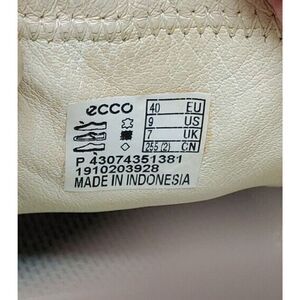 ecco
40 EU
9 US
7 UK
255 (2) CN
P 43074351381
1910203928
MADE IN INDONESIA